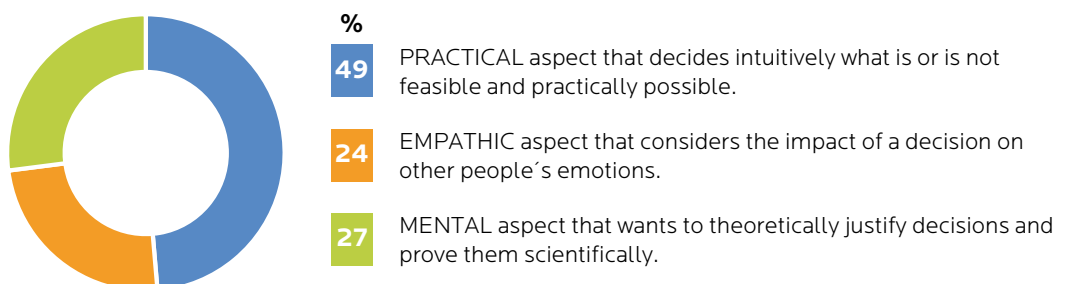 %
49
PRACTICAL aspect that decides intuitively what is or is not
feasible and practically possible.
24
EMPATHIC aspect that considers the impact of a decision on
other people´s emotions.
27
MENTAL aspect that wants to theoretically justify decisions and
prove them scientifically.